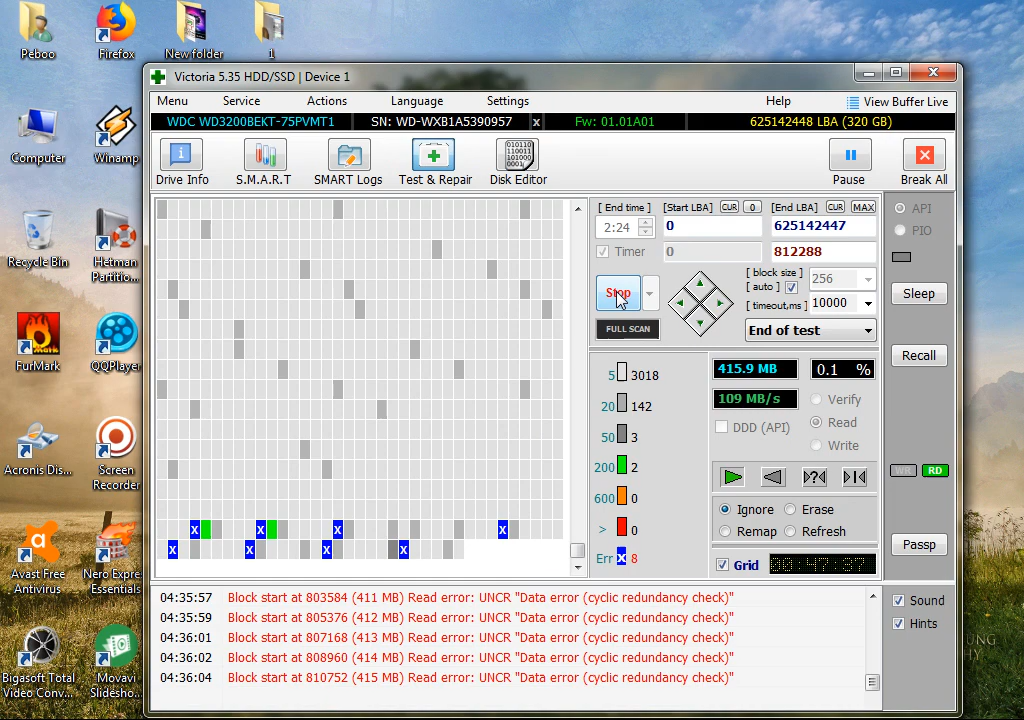 Peboo
Firefox
New folder
1
Computer
Winamp
Recycle Bin
Hetman
Partitio...
FurMark
QQPlayer
Acronis Dis...
Screen
Recorder
Avast Free
Antivirus
Nero Expre
Essentials
Bigasoft Total
Video Conv...
Movavi
Slidesho...
Victoria 5.35 HDD/SSD | Device 1
Menu Service Actions Language Settings Help View Buffer Live
WDC WD3200BEKT-75PVMT1 SN: WD-WXB1A5390957 x Fw: 01.01A01 625142448 LBA (320 GB)
Drive Info S.M.A.R.T SMART Logs Test & Repair Disk Editor Pause Break All
[ End time ] [Start LBA] CUR 0 [End LBA] CUR MAX
2:24 0 625142447
Timer 0 812288
[ block size ]
[ auto ] 256
Stop
[ timeout,ms ] 10000
FULL SCAN End of test
5 3018
20 142
50 3
200 2
600 0
> 0
Err x 8
415.9 MB 0.1 %
109 MB/s
Verify
DDD (API) Read
Write
Ignore Erase
Remap Refresh
Grid 00:47:37
API
PIO
Sleep
Recall
WR RD
Passp
x x x x
x x x x
04:35:57 Block start at 803584 (411 MB) Read error: UNCR "Data error (cyclic redundancy check)"
04:35:59 Block start at 805376 (412 MB) Read error: UNCR "Data error (cyclic redundancy check)"
04:36:01 Block start at 807168 (413 MB) Read error: UNCR "Data error (cyclic redundancy check)"
04:36:02 Block start at 808960 (414 MB) Read error: UNCR "Data error (cyclic redundancy check)"
04:36:04 Block start at 810752 (415 MB) Read error: UNCR "Data error (cyclic redundancy check)"
Sound
Hints